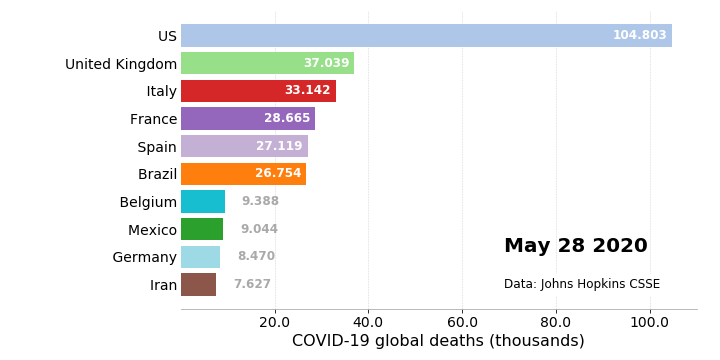 US 104.803
United Kingdom 37.039
Italy 33.142
France 28.665
Spain 27.119
Brazil 26.754
Belgium 9.388
Mexico 9.044
Germany 8.470
Iran 7.627
May 28 2020
Data: Johns Hopkins CSSE
20.0 40.0 60.0 80.0 100.0
COVID-19 global deaths (thousands)